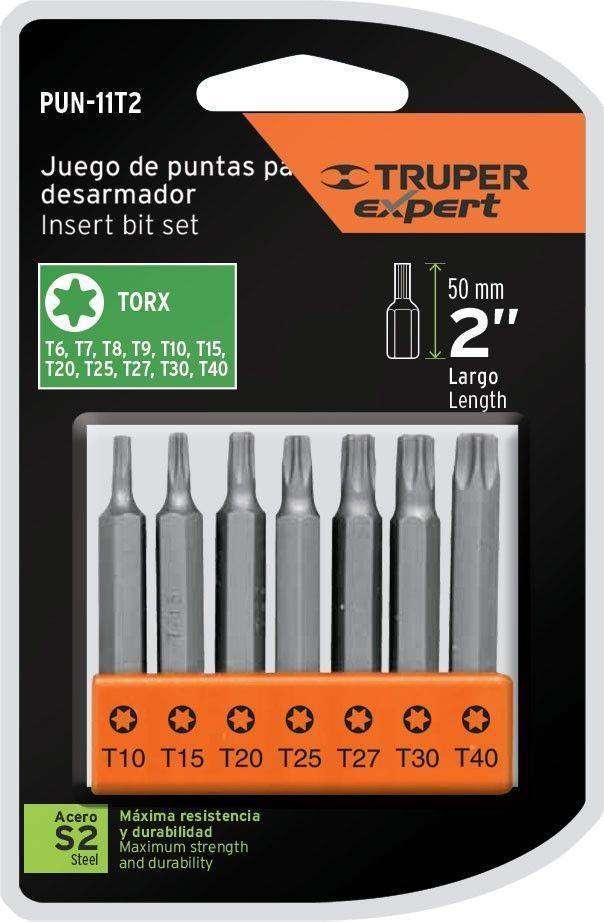 PUN-11T2
Juego de puntas pa
desarmador
Insert bit set
TRUPER
expert
TORX
T6, T7, T8, T9, T10, T15,
T20, T25, T27, T30, T40
50 mm
2"
Largo
Length
T10 T15 T20 T25 T27 T30 T40
Acero
S2
Steel
Máxima resistencia
y durabilidad
Maximum strength
and durability